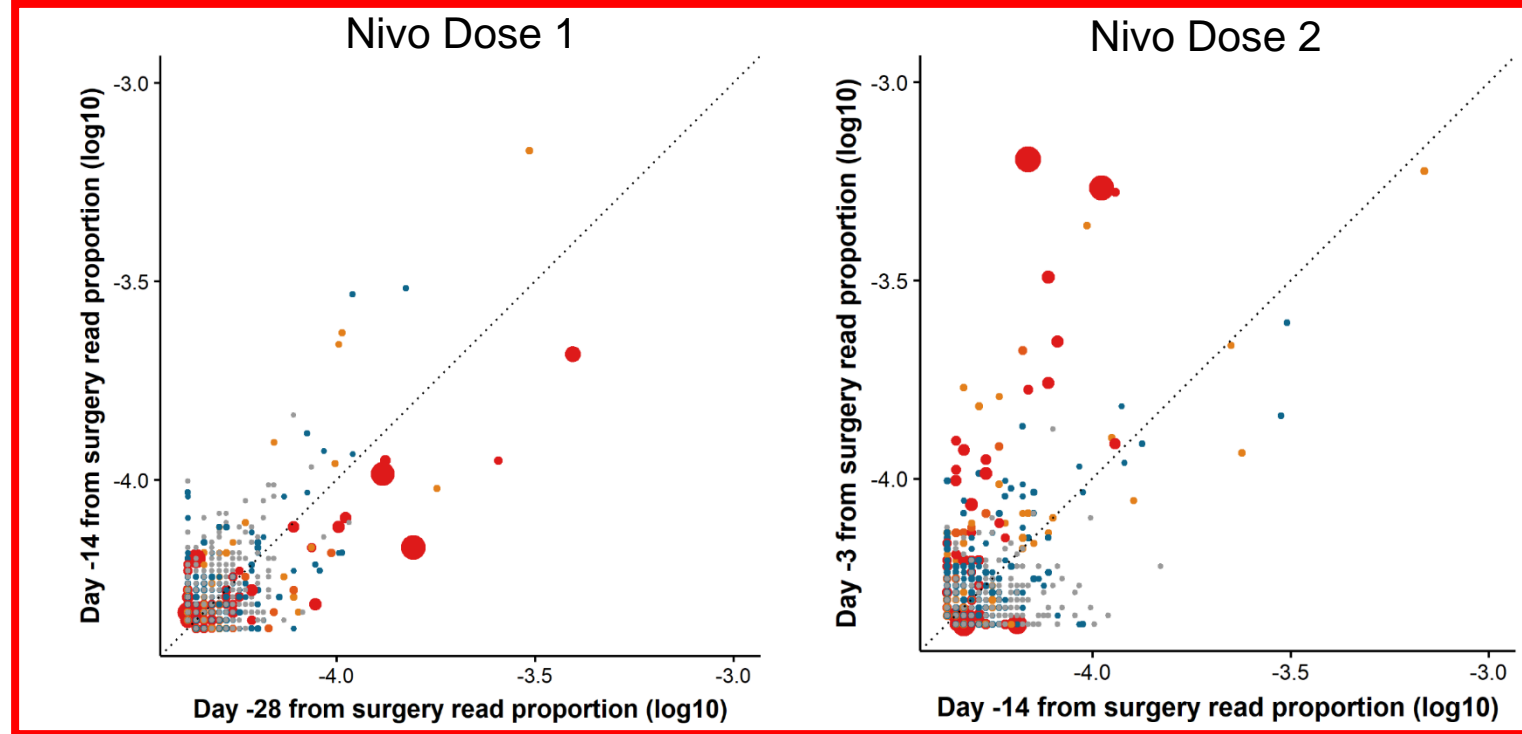 Nivo Dose 1
Day -14 from surgery read proportion (log10)
-3.0
-3.5
-4.0
-4.0
-3.5
-3.0
Day -28 from surgery read proportion (log10)
Nivo Dose 2
Day -3 from surgery read proportion (log10)
-3.0
-3.5
-4.0
-4.0
-3.5
-3.0
Day -14 from surgery read proportion (log10)